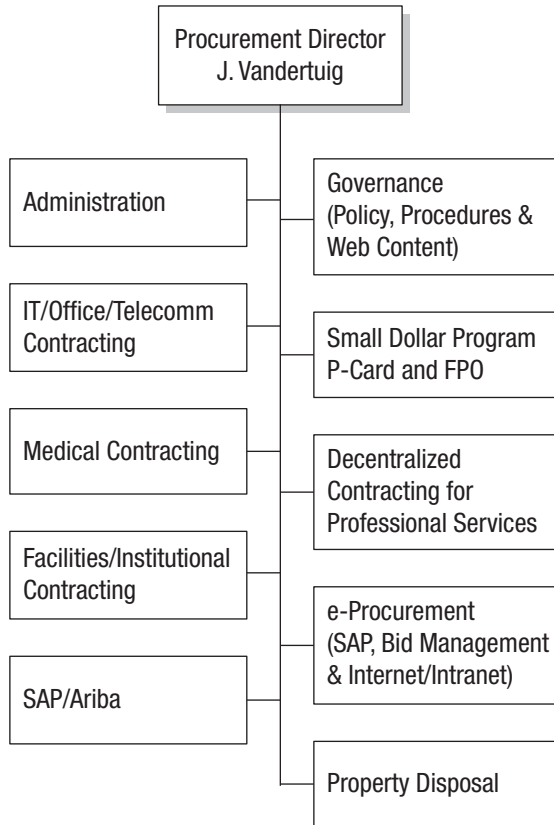 Procurement Director
J. Vandertuig
Administration
IT/Office/Telecomm
Contracting
Medical Contracting
Facilities/Institutional
Contracting
SAP/Ariba
Governance
(Policy, Procedures &
Web Content)
Small Dollar Program
P-Card and FPO
Decentralized
Contracting for
Professional Services
e-Procurement
(SAP, Bid Management
& Internet/Intranet)
Property Disposal